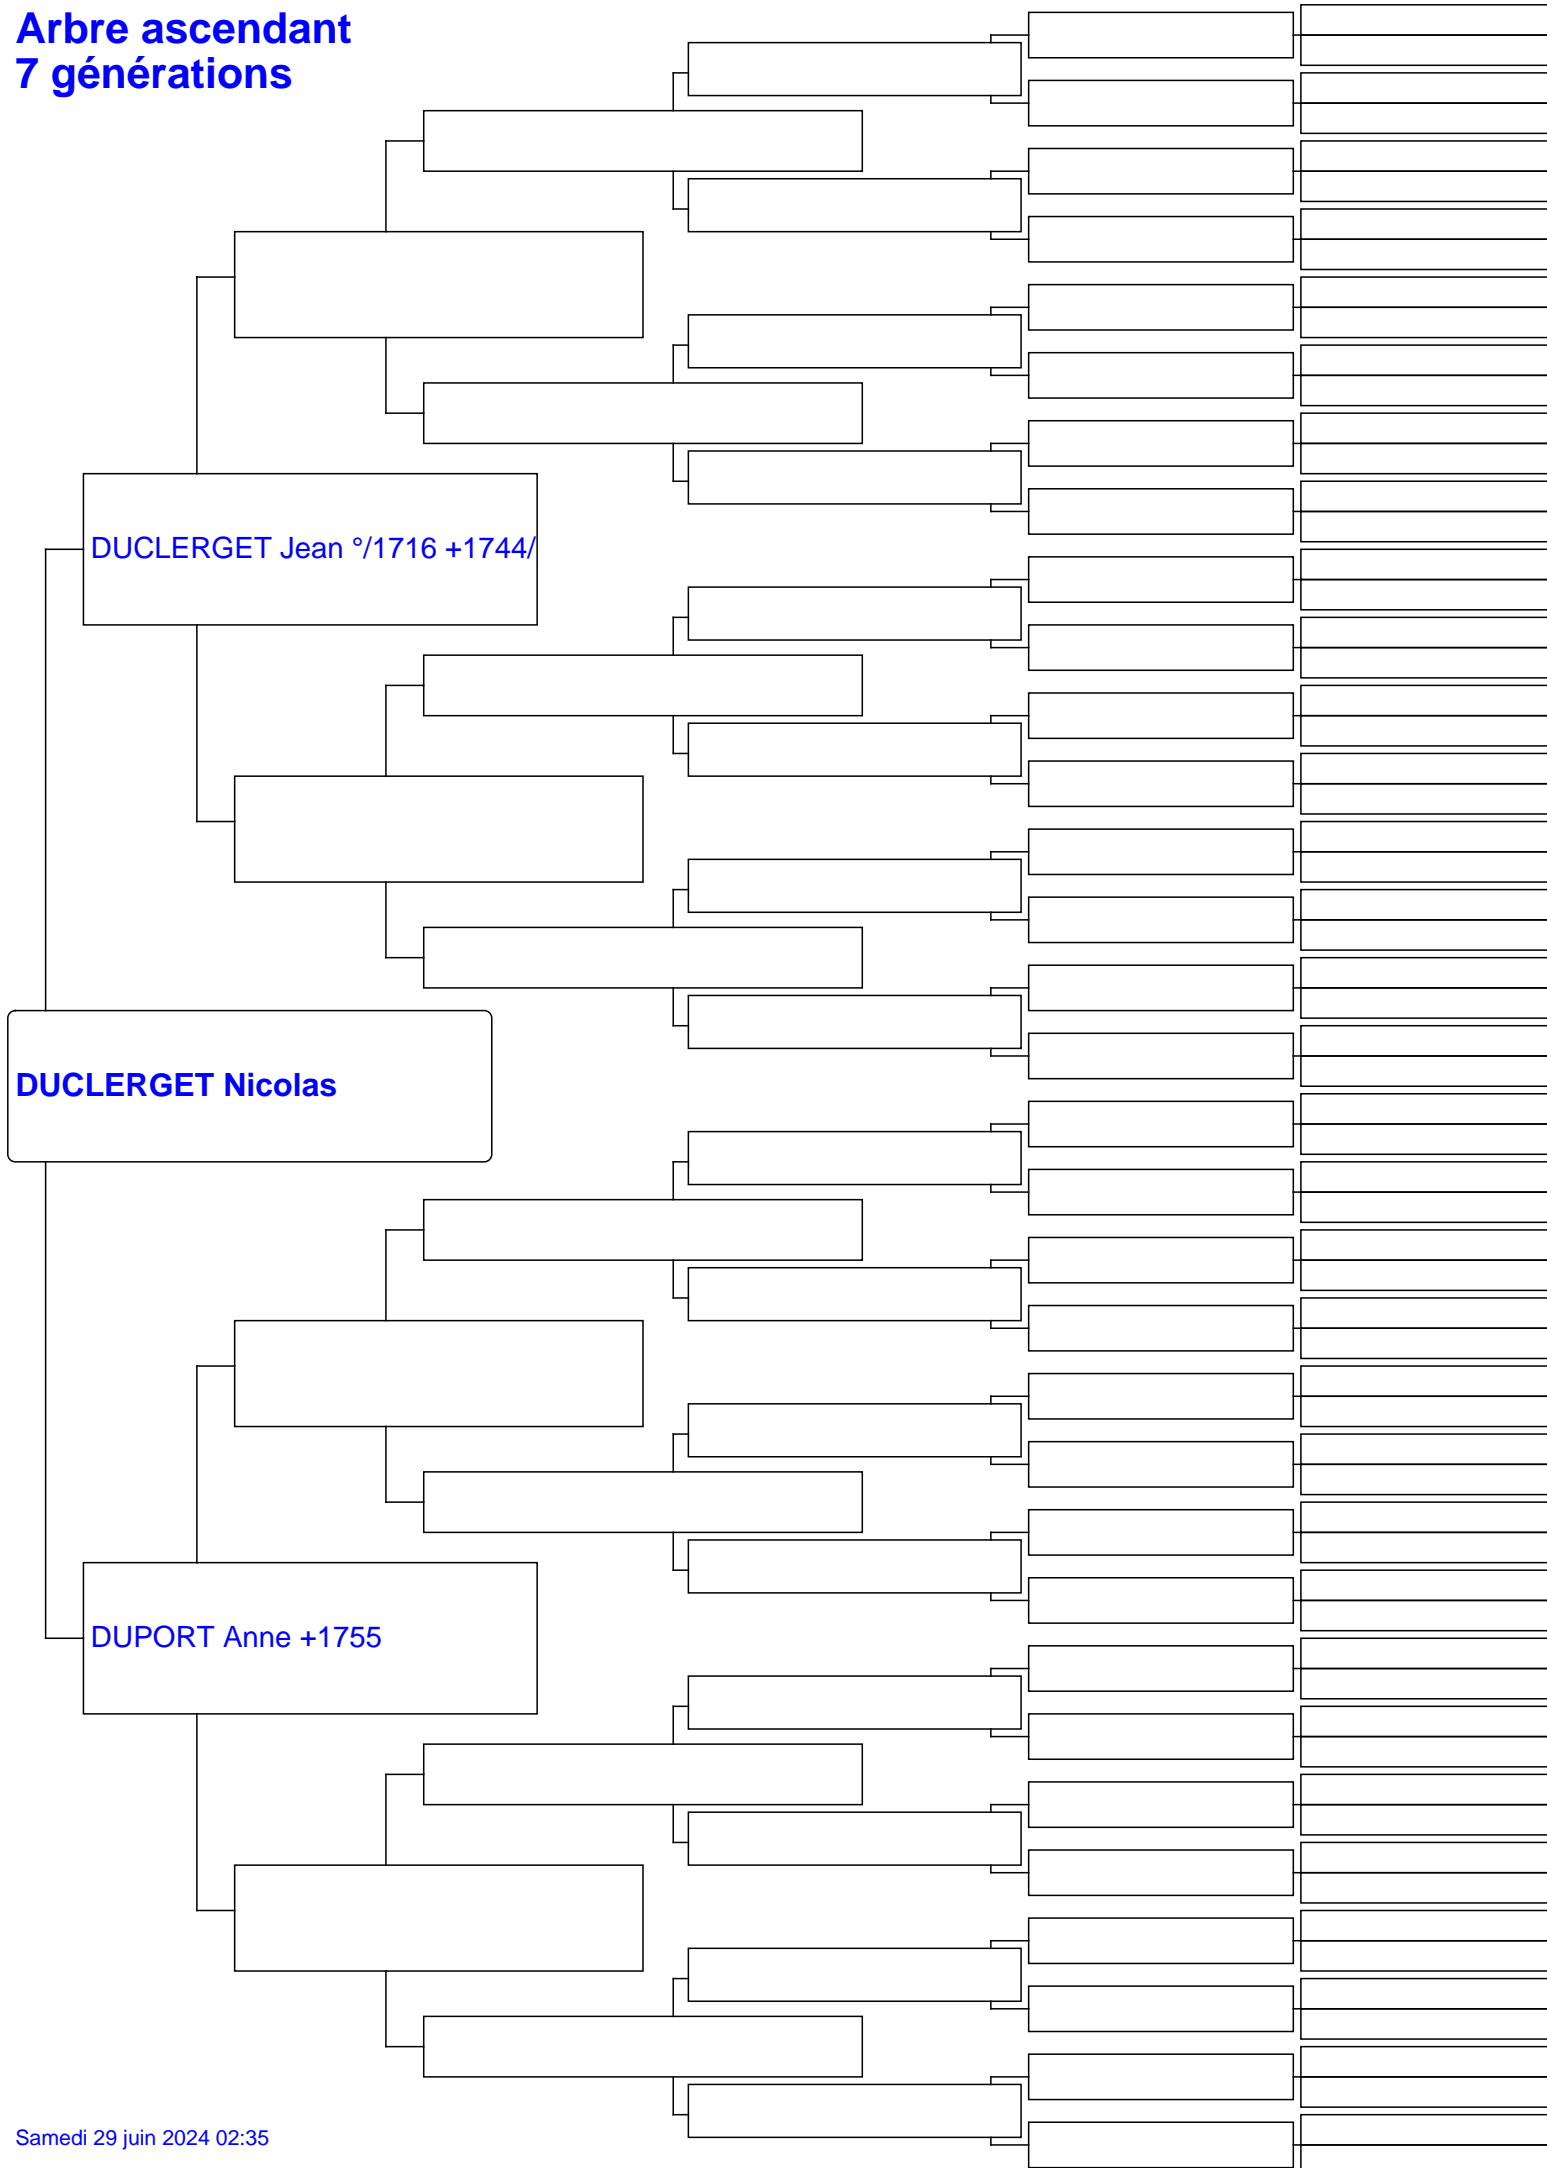 Arbre ascendant
7 générations
DUCLERGET Jean °/1716 +1744/
DUCLERGET Nicolas
DUPORT Anne +1755
Samedi 29 juin 2024 02:35